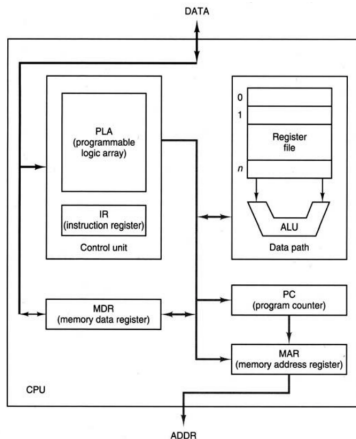 DATA
PLA
(programmable
logic array)
IR
(instruction register)
Control unit
0
1
Register
file
n
ALU
Data path
MDR
(memory data register)
PC
(program counter)
MAR
(memory address register)
CPU
ADDR